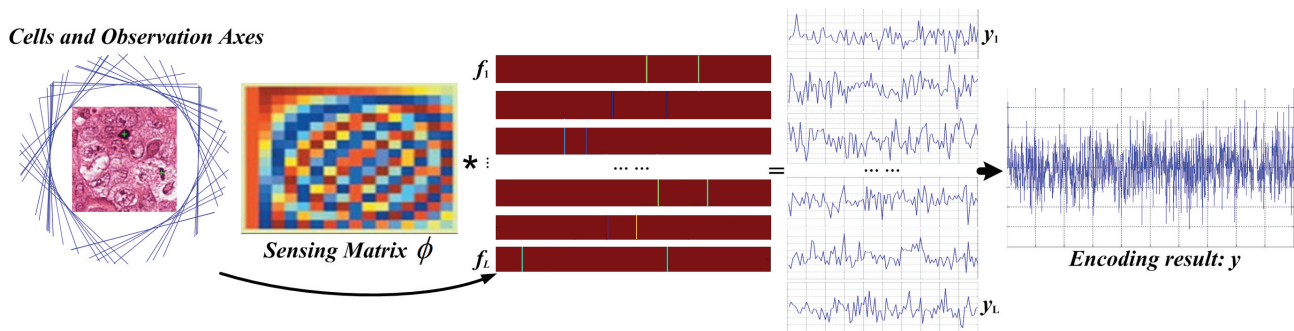 Cells and Observation Axes
Sensing Matrix ϕ
*
f1
⋮
... ...
fL
=
y1
... ...
yL
Encoding result: y